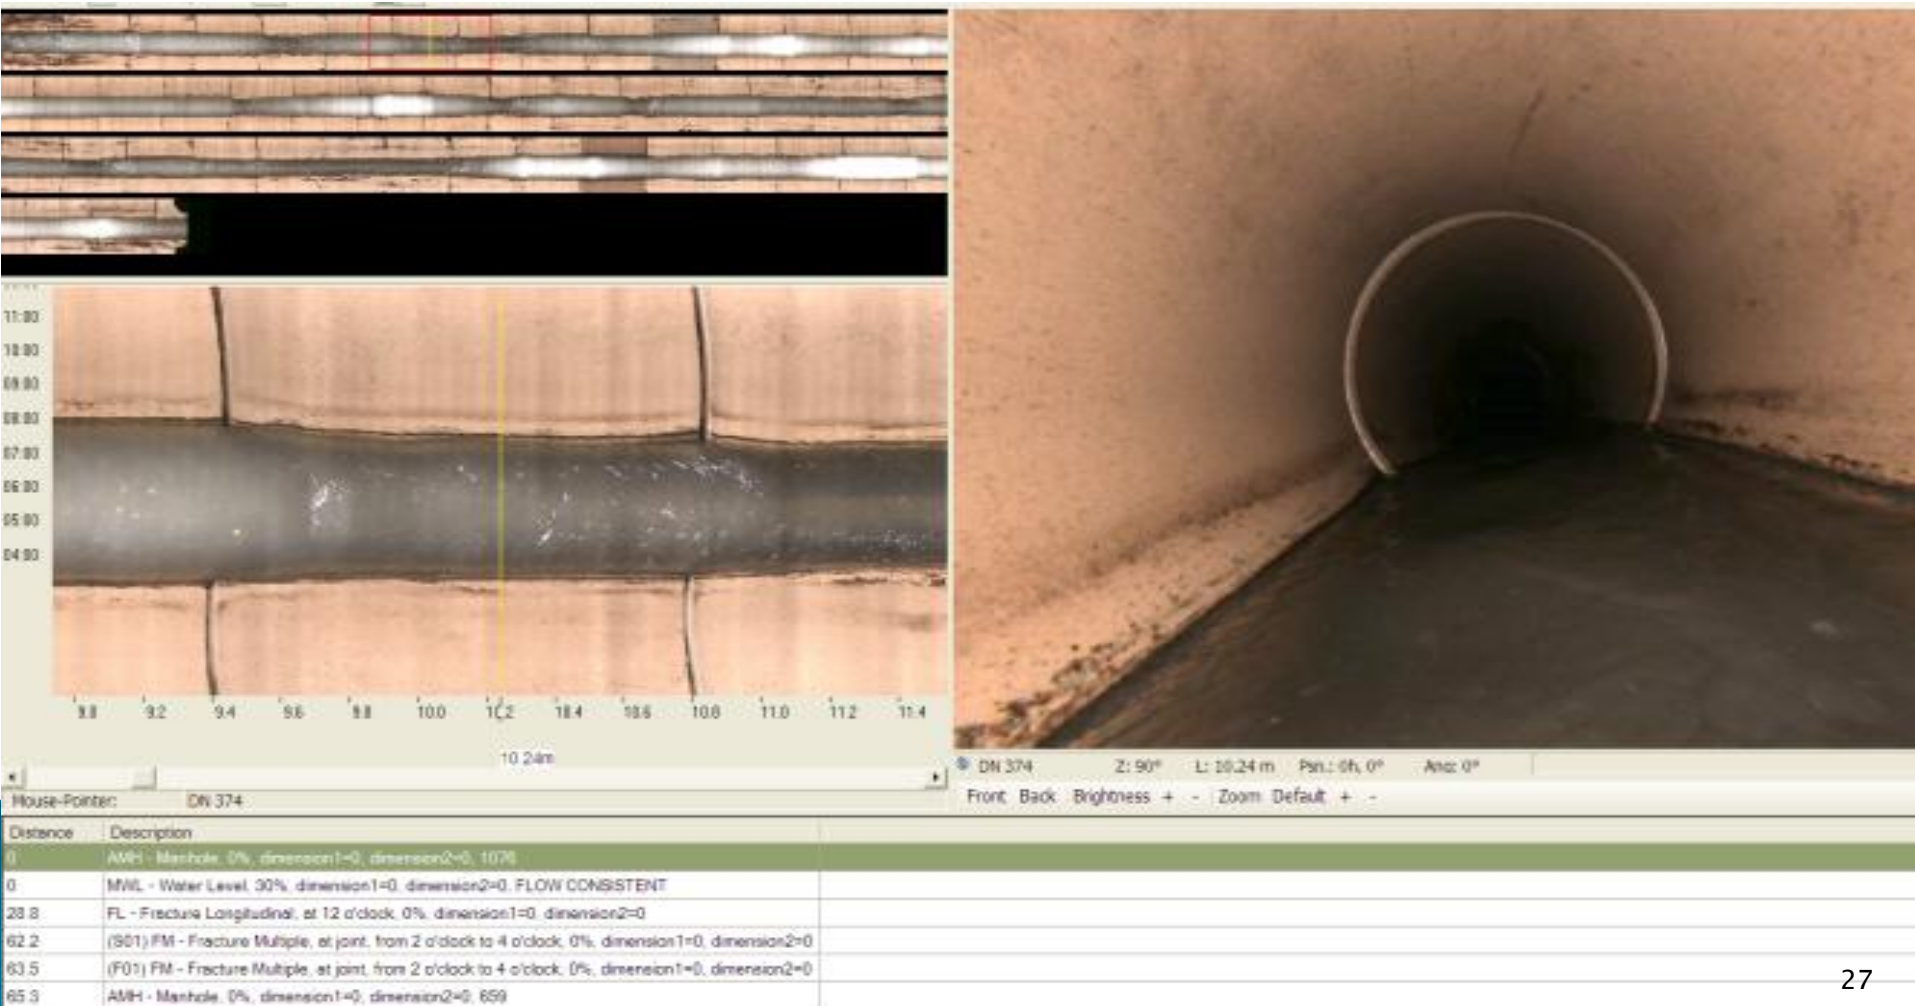 11:00
10:00
09:00
08:00
07:00
06:00
05:00
04:00
9.2 9.4 9.6 9.8 10.0 10.2 10.4 10.6 10.8 11.0 11.2 11.4
10.24m
Mouse-Pointer: DN 374
DN 374 Z: 90° L: 10.24 m Psn.: 0h, 0° Ang: 0°
Front Back Brightness + - Zoom Default + -
Distance Description
0 AMH - Manhole, 0%, dimension1=0, dimension2=0, 1076
0 MWL - Water Level, 30%, dimension1=0, dimension2=0, FLOW CONSISTENT
28.8 FL - Fracture Longitudinal, at 12 o'clock, 0%, dimension1=0, dimension2=0
62.2 (S01) FM - Fracture Multiple, at joint, from 2 o'clock to 4 o'clock, 0%, dimension1=0, dimension2=0
63.5 (F01) FM - Fracture Multiple, at joint, from 2 o'clock to 4 o'clock, 0%, dimension1=0, dimension2=0
65.3 AMH - Manhole, 0%, dimension1=0, dimension2=0, 659
27